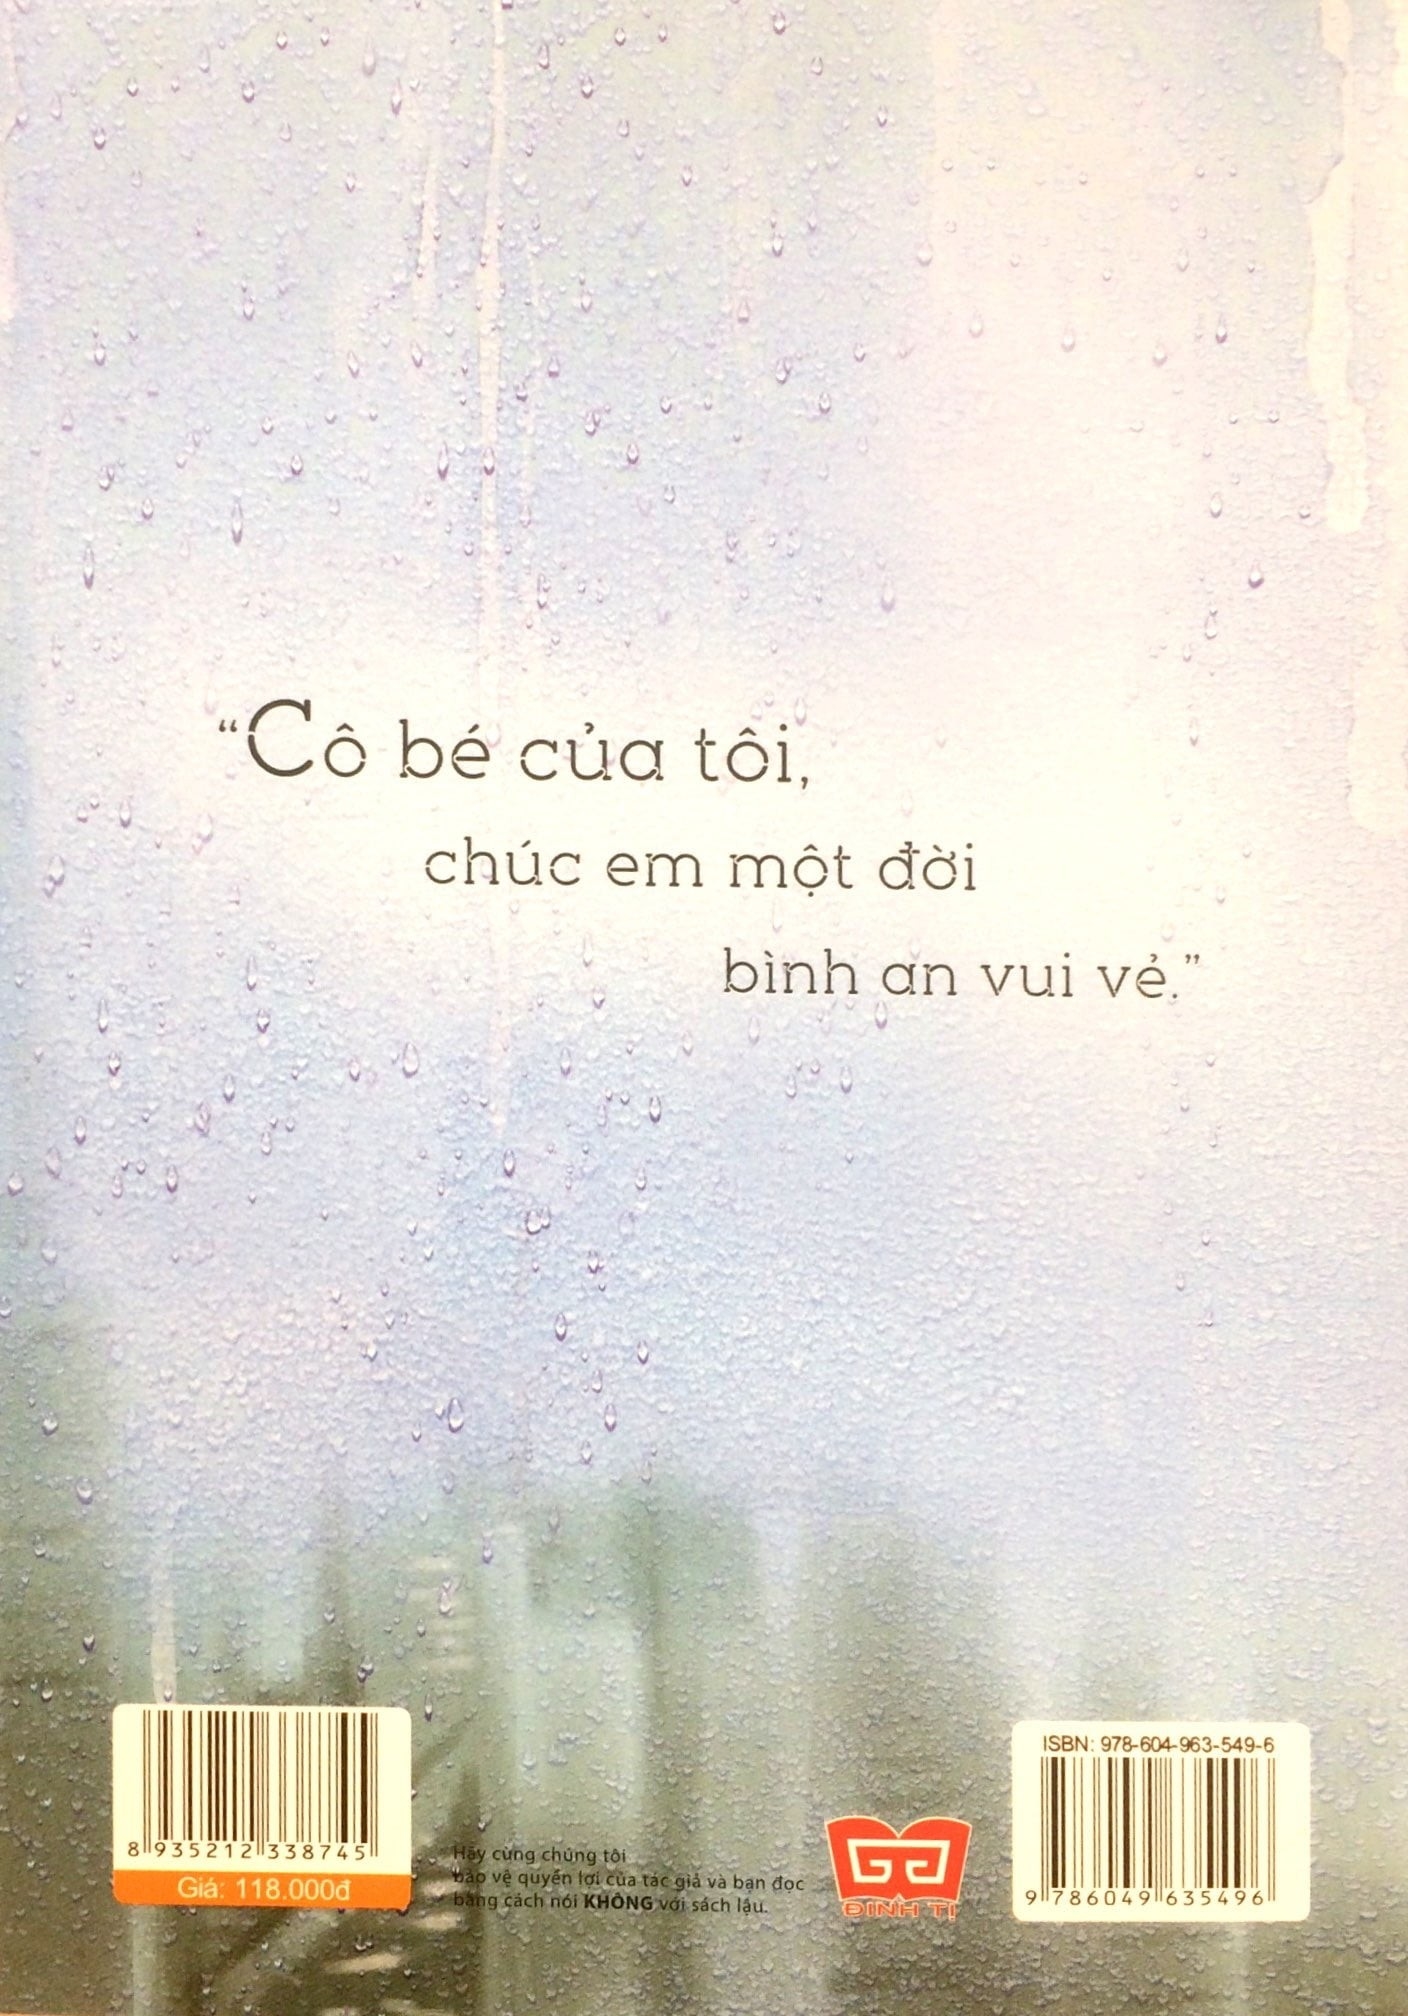 “Cô bé của tôi,
chúc em một đời
bình an vui vẻ.”
8 935212 338745
Giá: 118.000đ
Hãy cùng chúng tôi
bảo vệ quyền lợi của tác giả và bạn đọc
bằng cách nói KHÔNG với sách lậu.
ĐINH TỊ
ISBN: 978-604-963-549-6
9 786049 635496